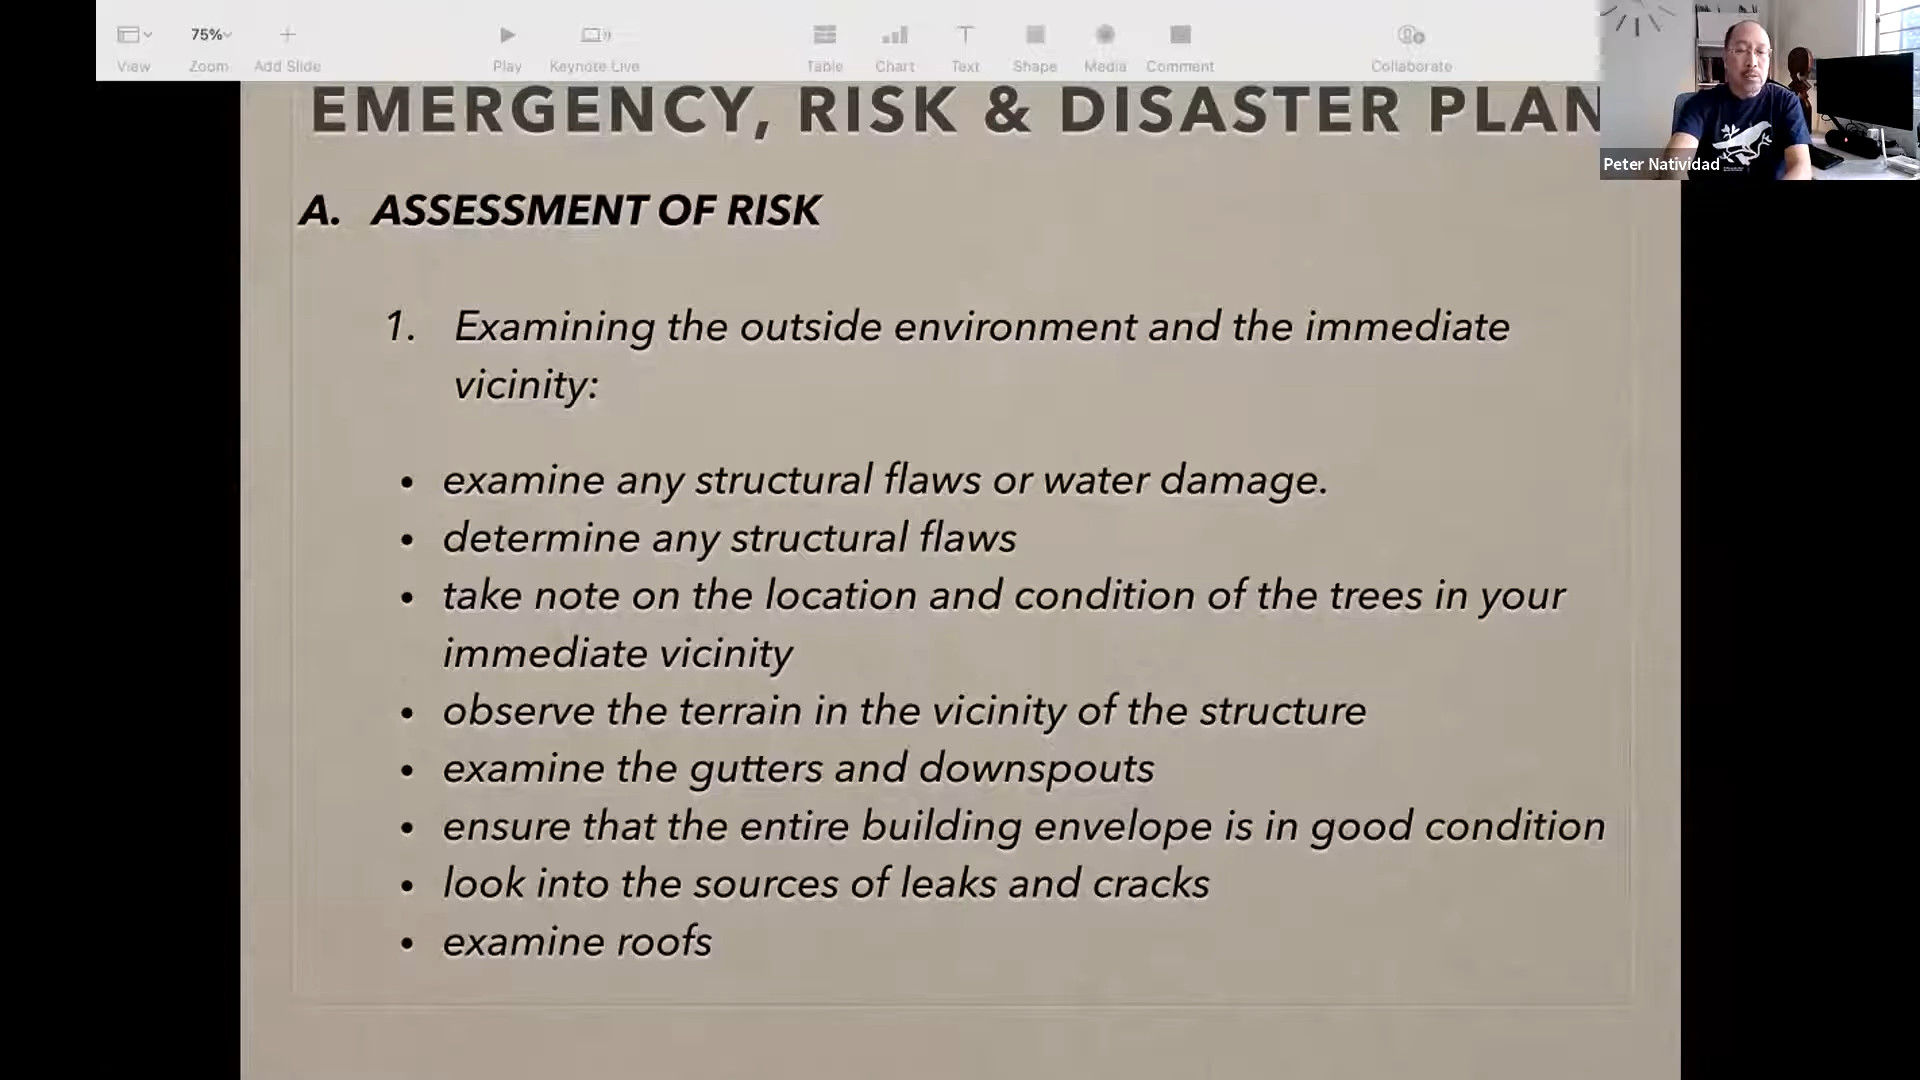 75%
View
Zoom
Add Slide
Play
Keynote Live
Table
Chart
Text
Shape
Media
Comment
Collaborate
EMERGENCY, RISK & DISASTER PLAN
Peter Natividad
A. ASSESSMENT OF RISK
1. Examining the outside environment and the immediate
vicinity:
• examine any structural flaws or water damage.
• determine any structural flaws
• take note on the location and condition of the trees in your
immediate vicinity
• observe the terrain in the vicinity of the structure
• examine the gutters and downspouts
• ensure that the entire building envelope is in good condition
• look into the sources of leaks and cracks
• examine roofs